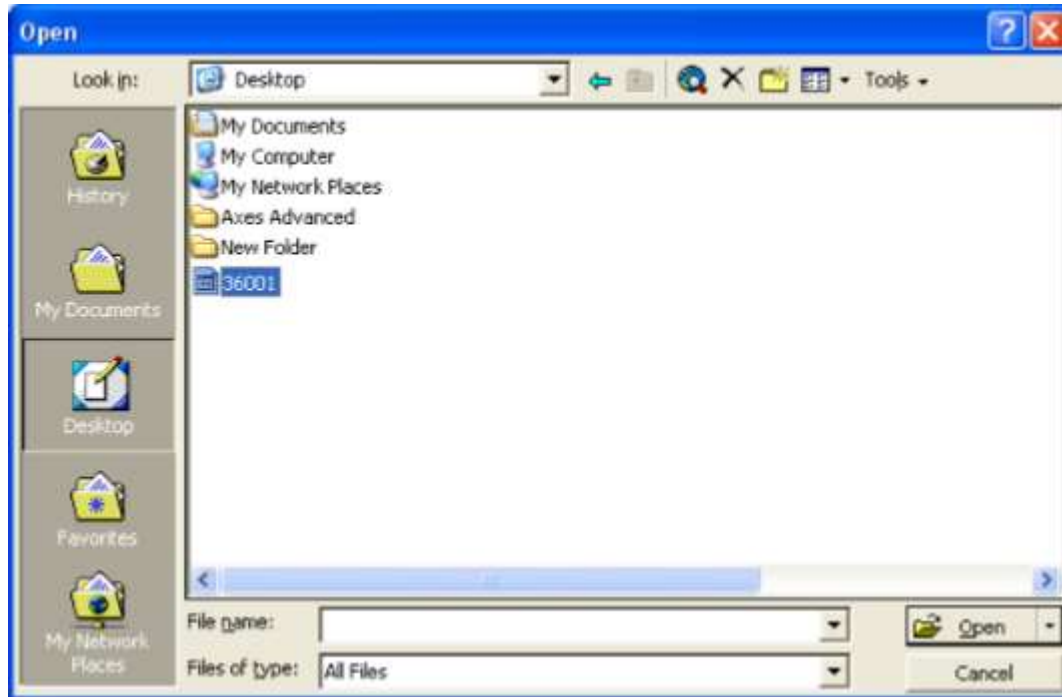 Open
Look in: Desktop Tools
History
My Documents
Desktop
Favorites
My Network
Places
My Documents
My Computer
My Network Places
Axes Advanced
New Folder
36001
File name: Open
Files of type: All Files Cancel